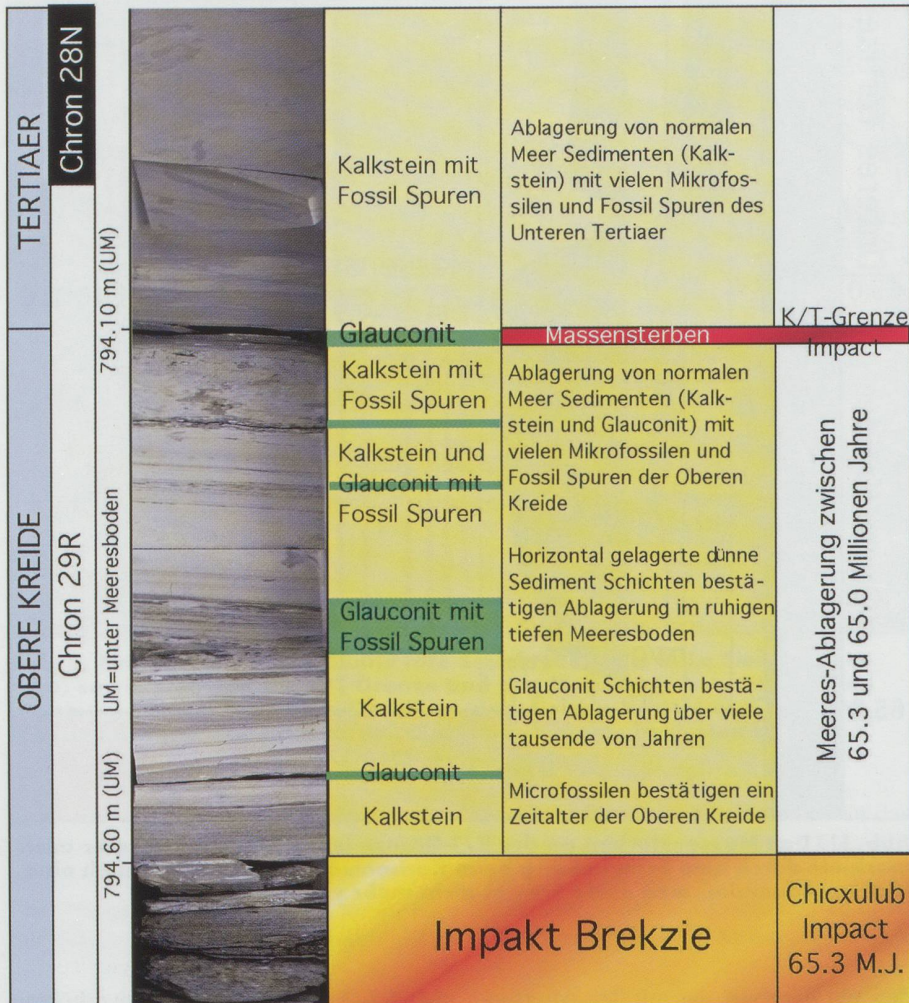 TERTIAER
OBERE KREIDE
Chron 28N
Chron 29R
794.10 m (UM)
UM=unter Meeresboden
794.60 m (UM)
Kalkstein mit
Fossil Spuren
Glauconit
Kalkstein mit
Fossil Spuren
Kalkstein und
Glauconit mit
Fossil Spuren
Glauconit mit
Fossil Spuren
Kalkstein
Glauconit
Kalkstein
Ablagerung von normalen
Meer Sedimenten (Kalk-
stein) mit vielen Mikrofos-
silen und Fossil Spuren des
Unteren Tertiaer
Massensterben
Ablagerung von normalen
Meer Sedimenten (Kalk-
stein und Glauconit) mit
vielen Mikrofossilen und
Fossil Spuren der Oberen
Kreide
Horizontal gelagerte dünne
Sediment Schichten bestä-
tigen Ablagerung im ruhigen
tiefen Meeresboden
Glauconit Schichten bestä-
tigen Ablagerung über viele
tausende von Jahren
Microfossilen bestätigen ein
Zeitalter der Oberen Kreide
K/T-Grenze
Impact
Meeres-Ablagerung zwischen
65.3 und 65.0 Millionen Jahre
Impakt Brekzie
Chicxulub
Impact
65.3 M.J.